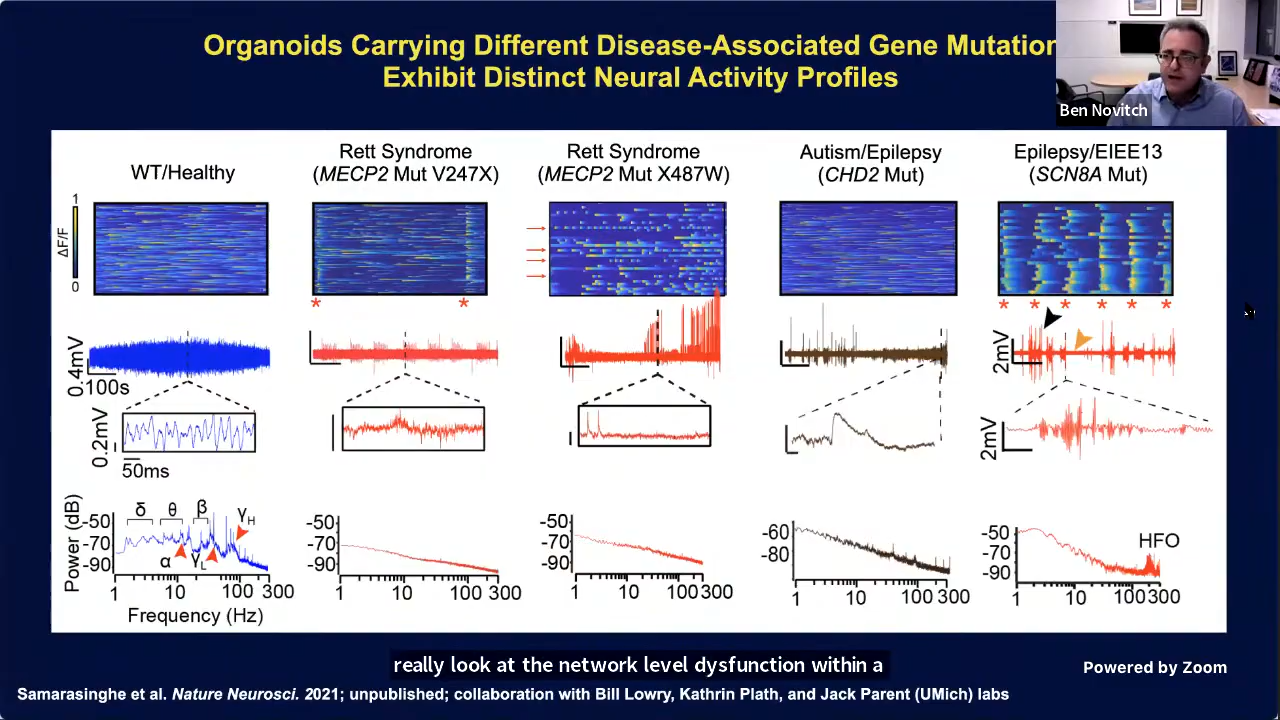 Organoids Carrying Different Disease-Associated Gene Mutation
Exhibit Distinct Neural Activity Profiles
Ben Novitch
WT/Healthy
Rett Syndrome
(MECP2 Mut V247X)
Rett Syndrome
(MECP2 Mut X487W)
Autism/Epilepsy
(CHD2 Mut)
Epilepsy/EIEE13
(SCN8A Mut)
1
ΔF/F
0
* *
* * * * * *
0.4mV
100s
2mV
0.2mV
50ms
2mV
Power (dB)
-50
-70
-90
δ θ β γH
α γL
1 10 100 300
Frequency (Hz)
-50
-70
-90
1 10 100 300
-50
-70
-90
1 10 100 300
-60
-80
1 10 100 300
-50
-70
-90
HFO
1 10 100 300
really look at the network level dysfunction within a
Powered by Zoom
Samarasinghe et al. Nature Neurosci. 2021; unpublished; collaboration with Bill Lowry, Kathrin Plath, and Jack Parent (UMich) labs